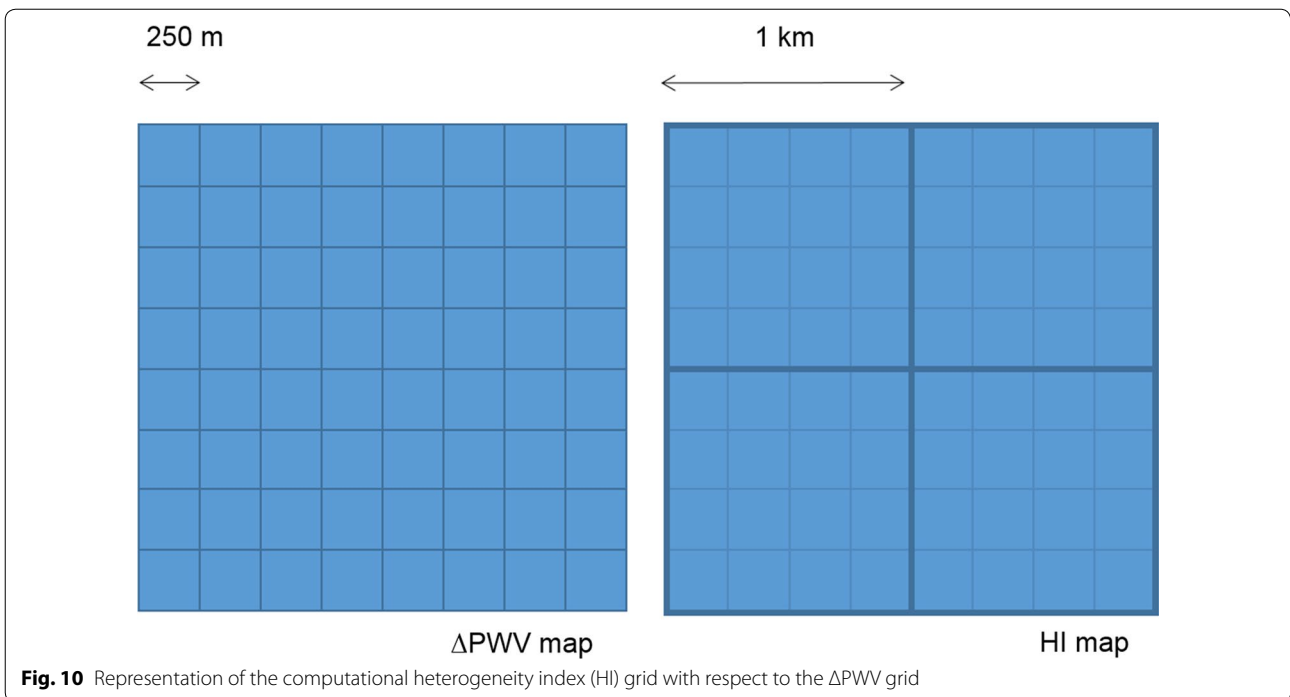 250 m
1 km
ΔPWV map
HI map
Fig. 10 Representation of the computational heterogeneity index (HI) grid with respect to the ΔPWV grid